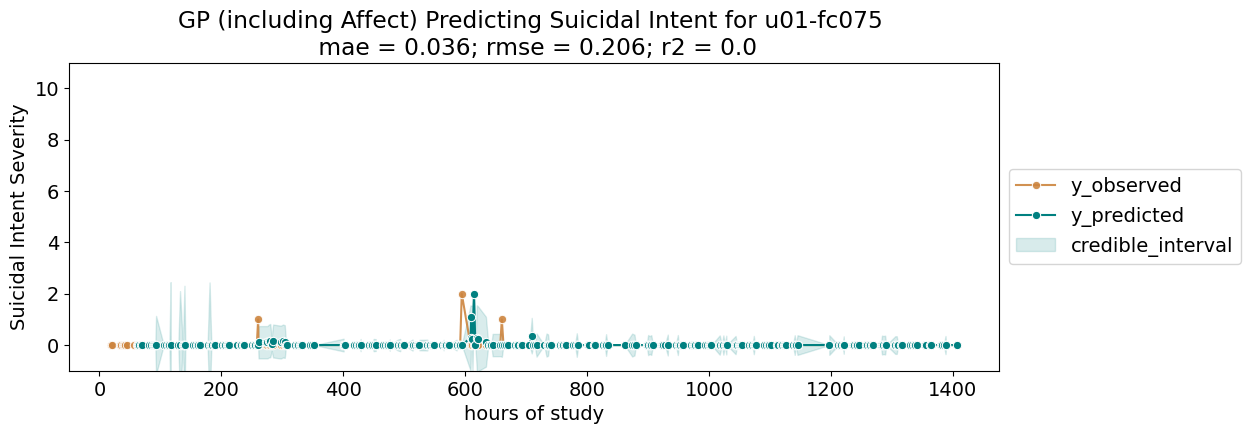 GP (including Affect) Predicting Suicidal Intent for u01-fc075
mae = 0.036; rmse = 0.206; r2 = 0.0
Suicidal Intent Severity
10
8
6
4
2
0
0 200 400 600 800 1000 1200 1400
hours of study
y_observed
y_predicted
credible_interval